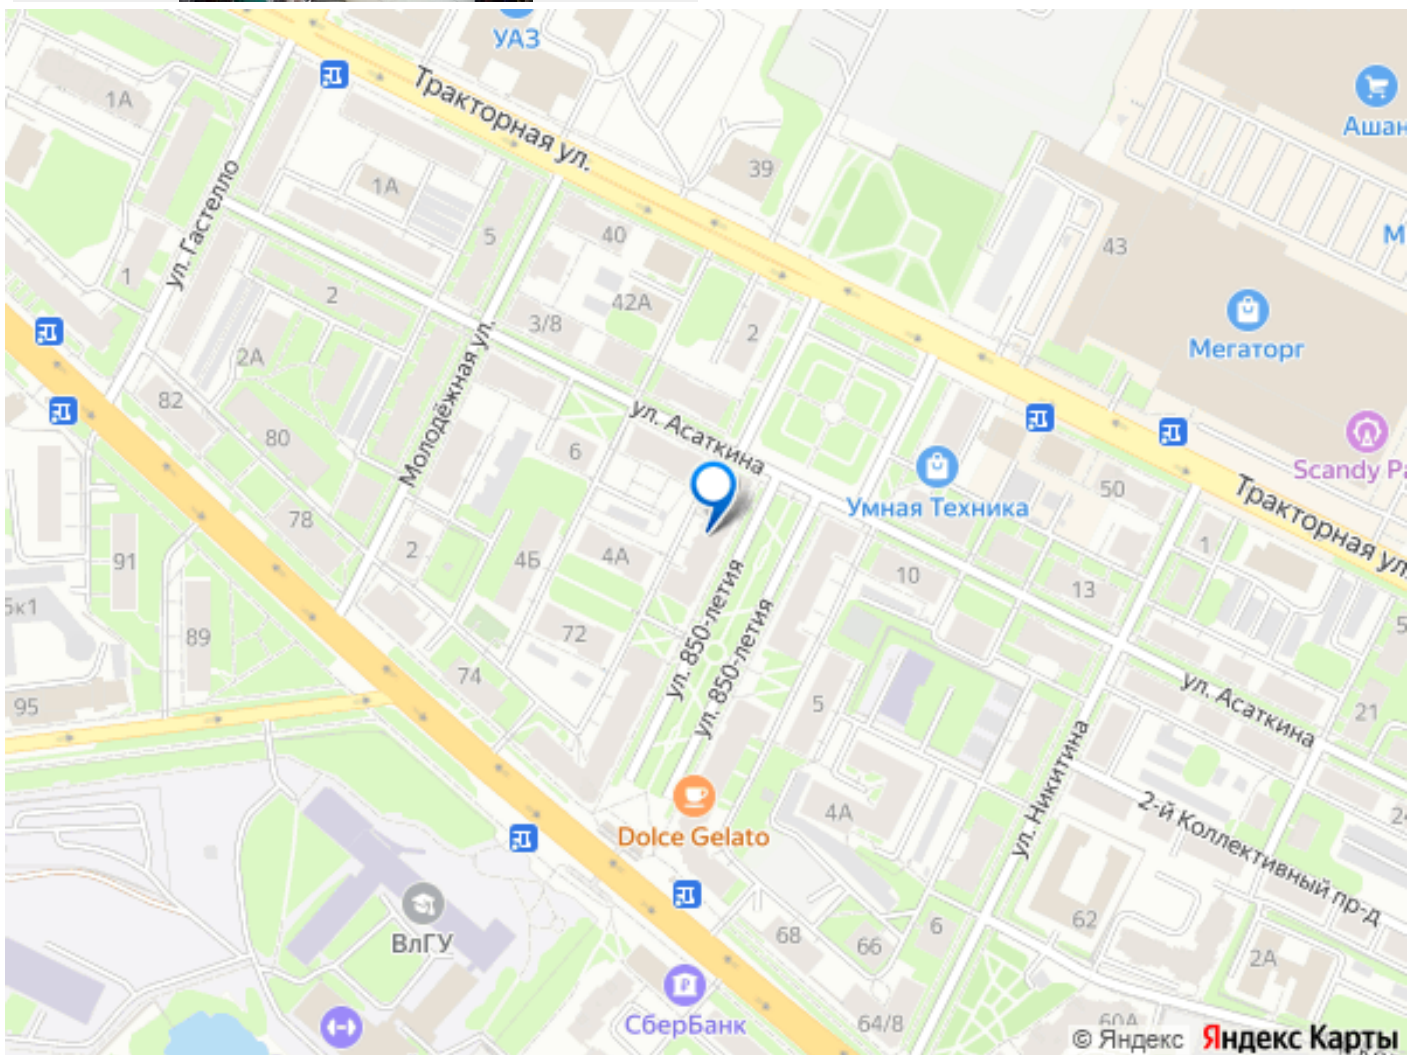 УАЗ
Тракторная ул.
1А
Ашан
39
1А
ул. Гастелло
5
40
43
М
1
2
42А
3/8
2
Мегаторг
2А
Молодёжная ул.
82
ул. Асаткина
80
6
Scandy Pa
Умная Техника
50
Тракторная ул.
78
2
91
4Б
4А
1
10
13
5к1
ул. 850-летия
ул. 850-летия
89
72
5
74
5
95
ул. Асаткина
21
ул. Никитина
2-й Коллективный пр-д
4А
2
Dolce Gelato
ВлГУ
68
66
6
62
2А
СберБанк
64/8
60А
© Яндекс Яндекс Карты